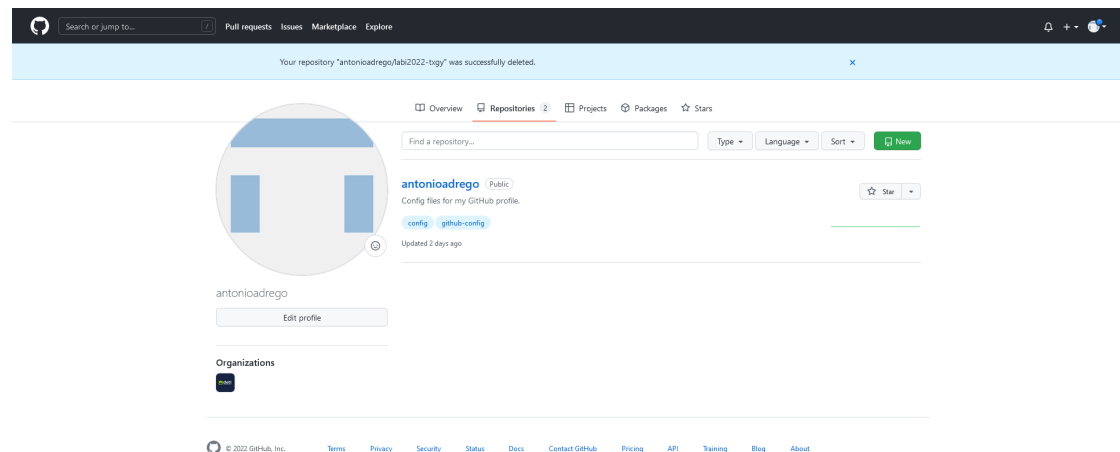 Search or jump to... / Pull requests Issues Marketplace Explore
Your repository "antonioadrego/labi2022-txgy" was successfully deleted.
Overview Repositories 2 Projects Packages Stars
Find a repository... Type Language Sort New
antonioadrego Public Star
Config files for my GitHub profile.
config github-config
Updated 2 days ago
antonioadrego
Edit profile
Organizations
© 2022 GitHub, Inc. Terms Privacy Security Status Docs Contact GitHub Pricing API Training Blog About